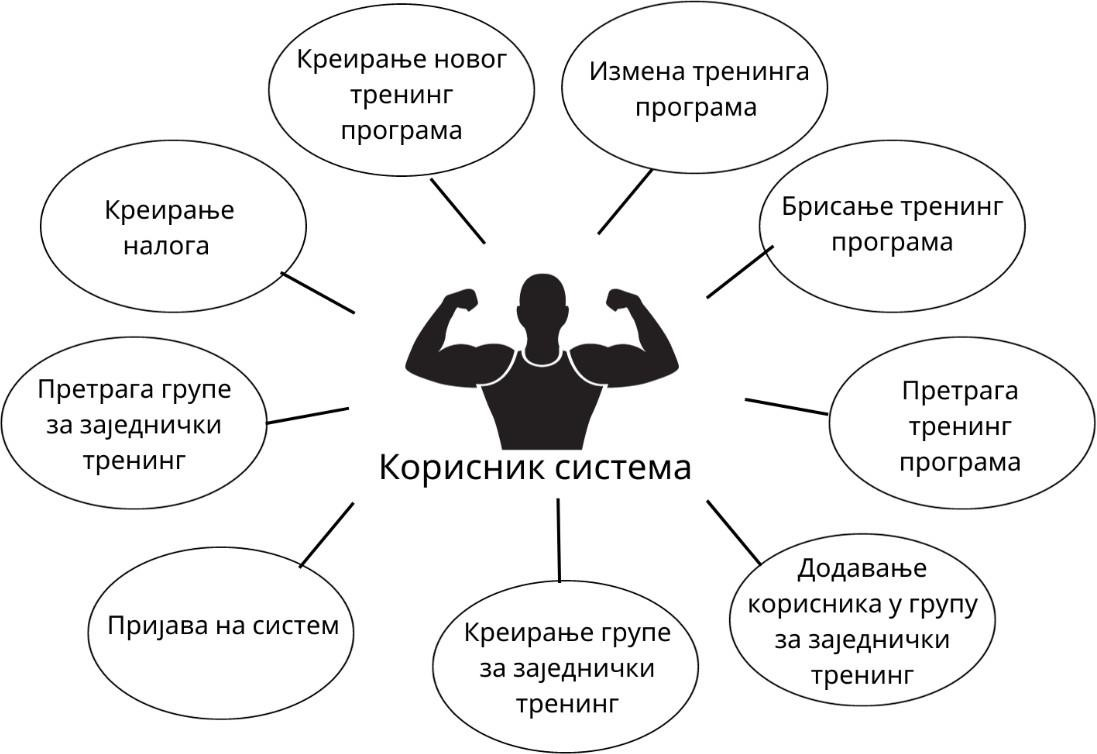 Креирање новог
тренинг
програма
Измена тренинга
програма
Креирање
налога
Брисање тренинг
програма
Претрага групе
за заједнички
тренинг
Претрага
тренинг
програма
Корисник система
Пријава на систем
Креирање групе
за заједнички
тренинг
Додавање
корисника у групу
за заједнички
тренинг